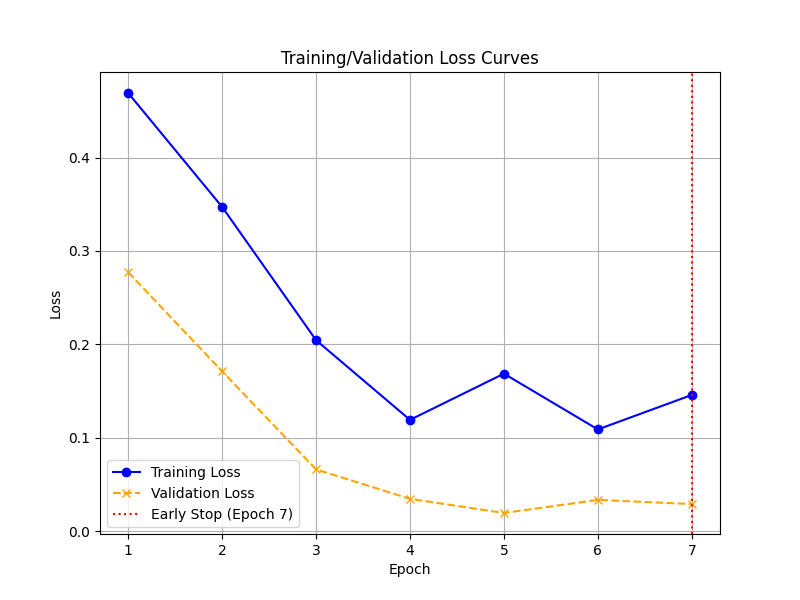 Training/Validation Loss Curves
Loss
0.4
0.3
0.2
0.1
0.0
Training Loss
Validation Loss
Early Stop (Epoch 7)
1 2 3 4 5 6 7
Epoch